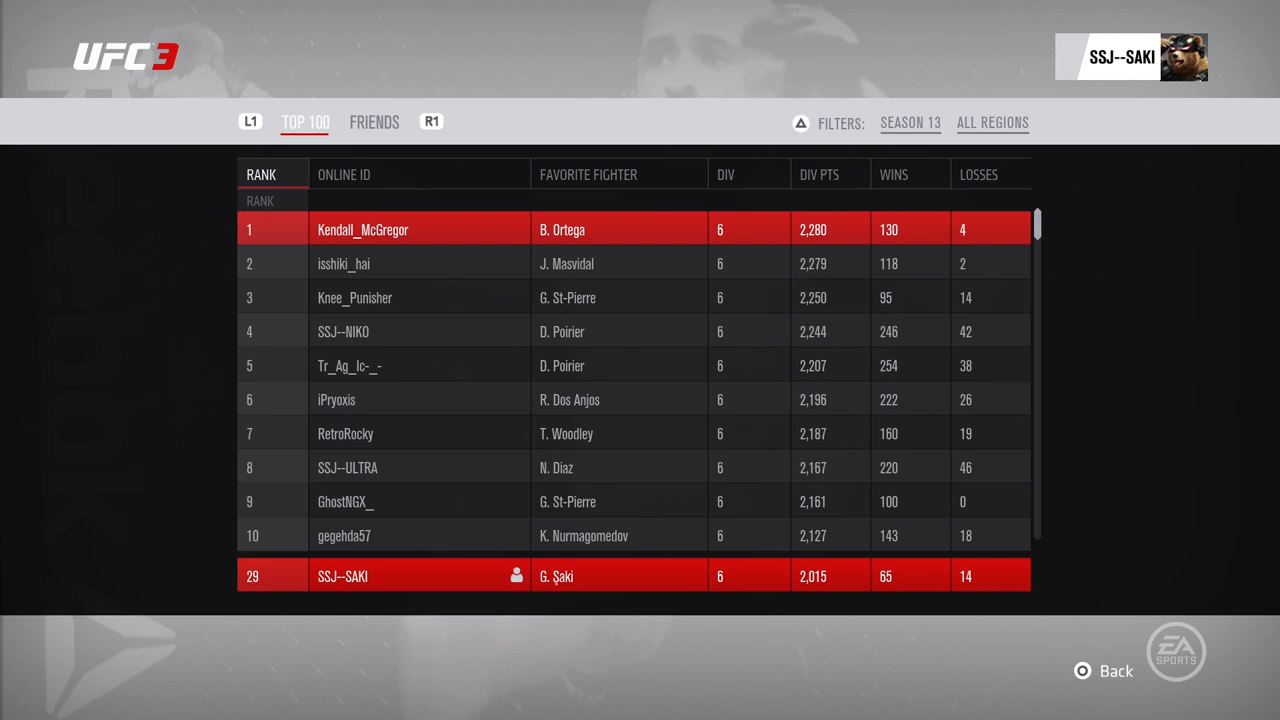 UFC 3
SSJ--SAKI
L1 TOP 100 FRIENDS R1 FILTERS: SEASON 13 ALL REGIONS
RANK ONLINE ID FAVORITE FIGHTER DIV DIV PTS WINS LOSSES
RANK
1 Kendall_McGregor B. Ortega 6 2,280 130 4
2 isshiki_hai J. Masvidal 6 2,279 118 2
3 Knee_Punisher G. St-Pierre 6 2,250 95 14
4 SSJ--NIKO D. Poirier 6 2,244 246 42
5 Tr_Ag_Ic-_- D. Poirier 6 2,207 254 38
6 iPryoxis R. Dos Anjos 6 2,196 222 26
7 RetroRocky T. Woodley 6 2,187 160 19
8 SSJ--ULTRA N. Diaz 6 2,167 220 46
9 GhostNGX_ G. St-Pierre 6 2,161 100 0
10 gegehda57 K. Nurmagomedov 6 2,127 143 18
29 SSJ--SAKI G. Şaki 6 2,015 65 14
EA
SPORTS
Back